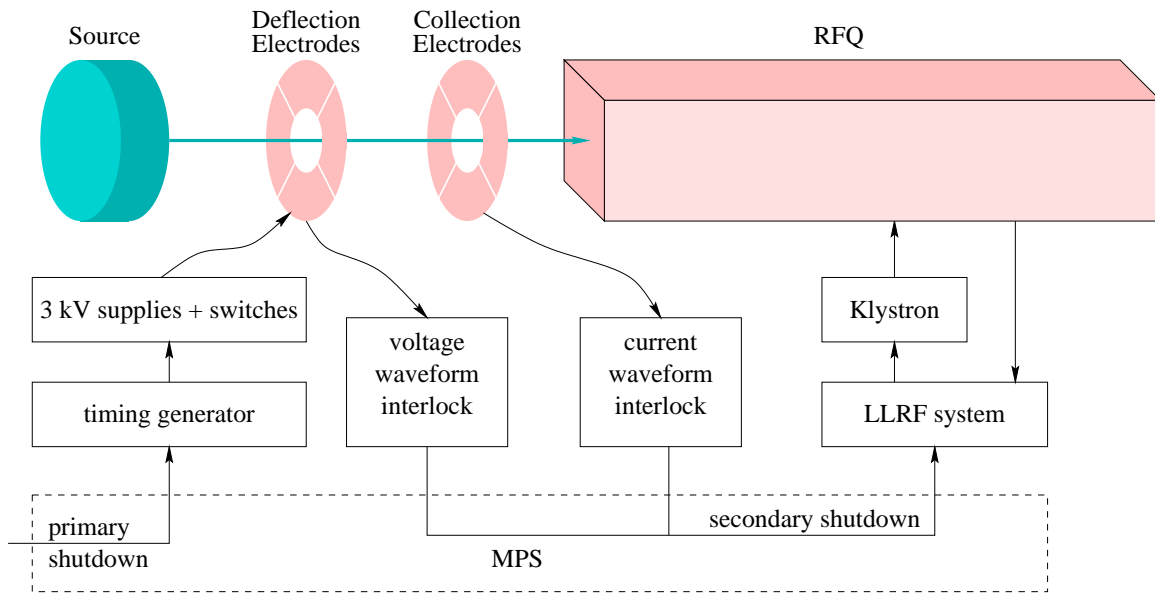 Source
Deflection
Electrodes
Collection
Electrodes
RFQ
3 kV supplies + switches
timing generator
voltage
waveform
interlock
current
waveform
interlock
Klystron
LLRF system
primary
shutdown
secondary shutdown
MPS